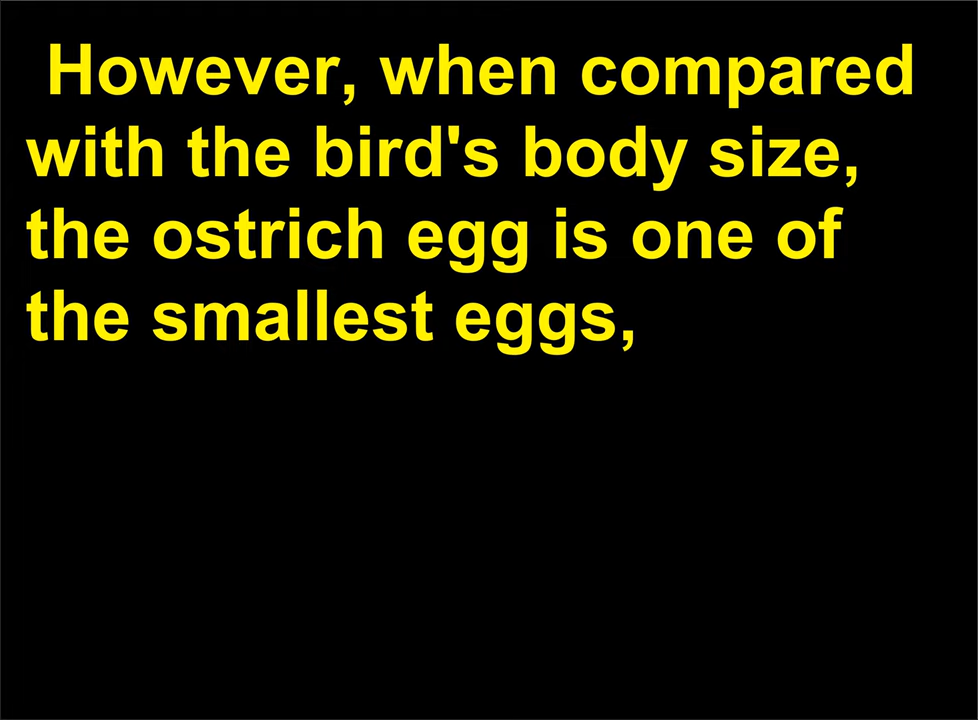 However, when compared
with the bird's body size,
the ostrich egg is one of
the smallest eggs,